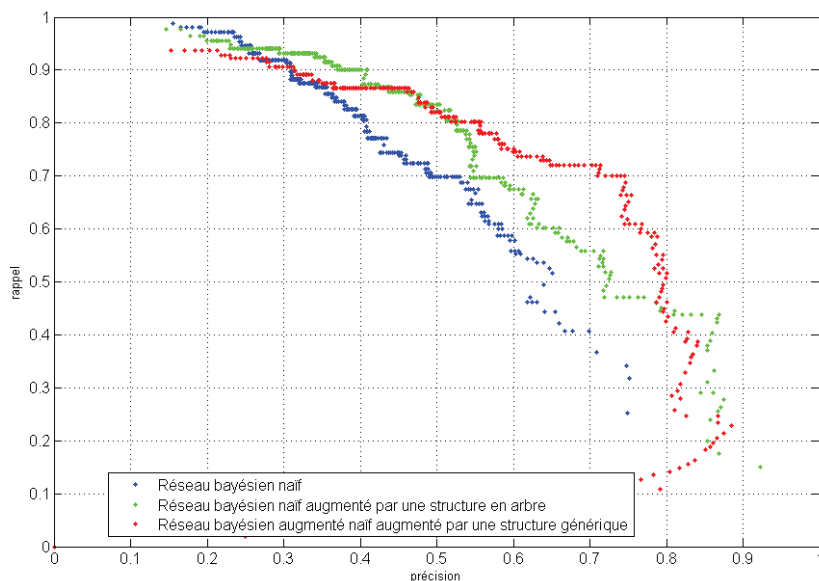 1
0.9
0.8
0.7
0.6
0.5
0.4
0.3
0.2
0.1
0
rappel
Réseau bayésien naïf
Réseau bayésien naïf augmenté par une structure en arbre
Réseau bayésien augmenté naïf augmenté par une structure générique
0 0.1 0.2 0.3 0.4 0.5 0.6 0.7 0.8 0.9 1
précision